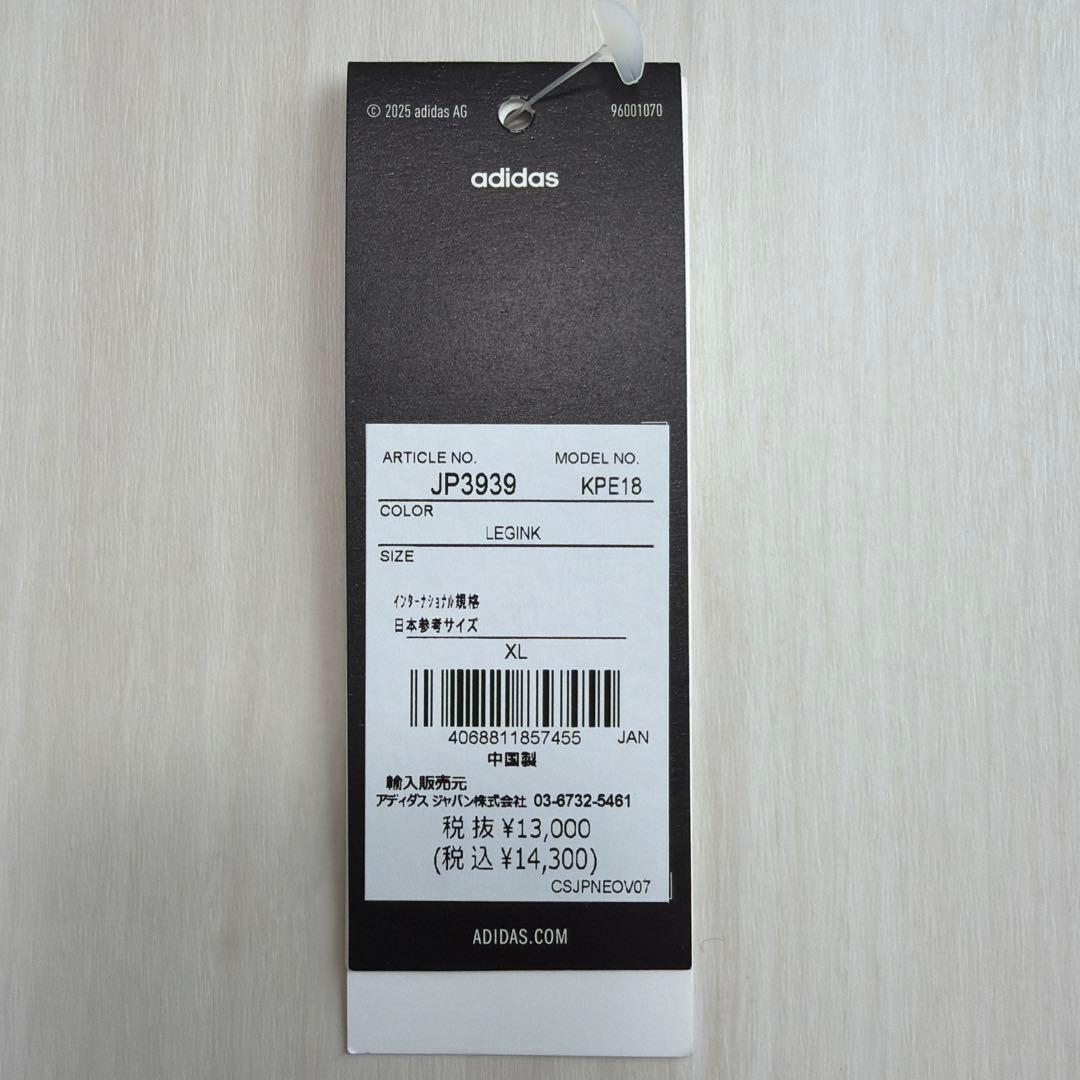 © 2025 adidas AG 96001070
adidas
ARTICLE NO. MODEL NO.
JP3939 KPE18
COLOR
LEGINK
SIZE
インターナショナル規格
日本参考サイズ
XL
4068811857455 JAN
中国製
輸入販売元
アディダス ジャパン株式会社 03-6732-5461
税抜 ¥13,000
(税込 ¥14,300)
CSJPNEOV07
ADIDAS.COM